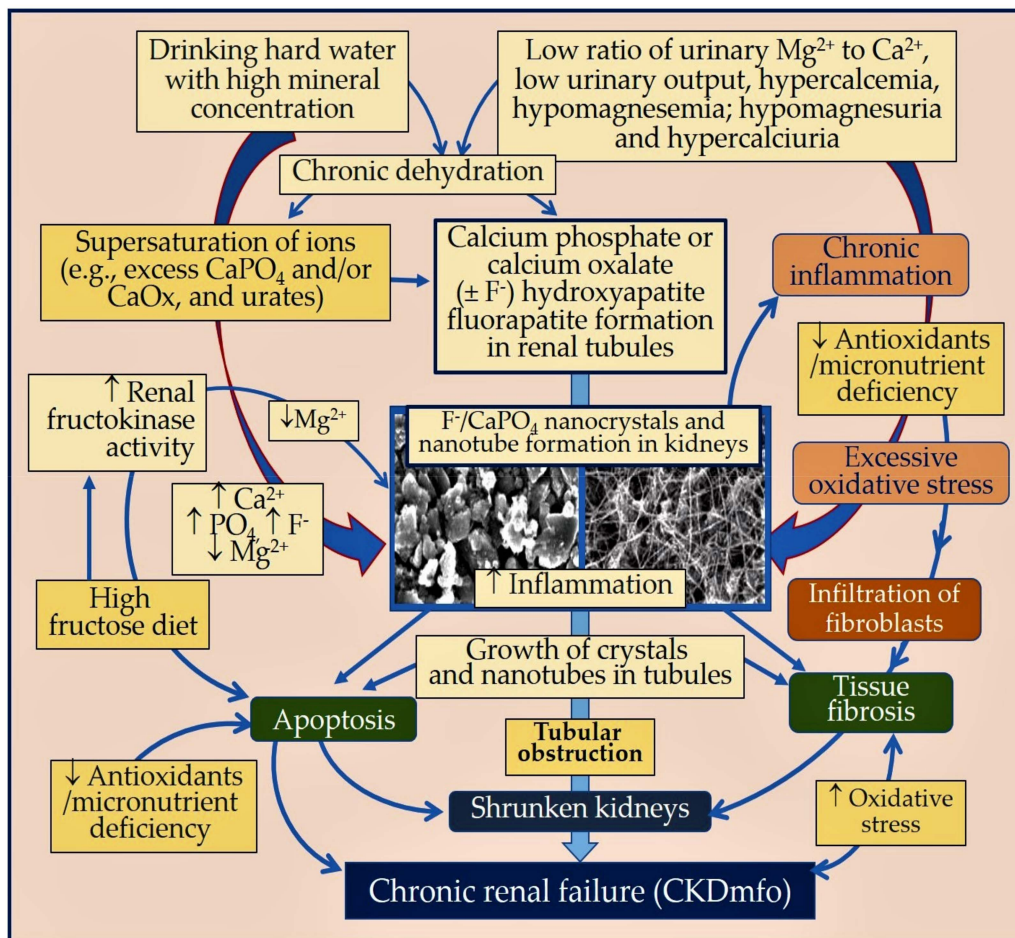 Drinking hard water
with high mineral
concentration
Low ratio of urinary Mg²⁺ to Ca²⁺,
low urinary output, hypercalcemia,
hypomagnesemia; hypomagnesuria
and hypercalciuria
Chronic dehydration
Supersaturation of ions
(e.g., excess CaPO₄ and/or
CaOx, and urates)
Calcium phosphate or
calcium oxalate
(± F⁻) hydroxyapatite
fluorapatite formation
in renal tubules
Chronic
inflammation
↓ Antioxidants
/micronutrient
deficiency
↑ Renal
fructokinase
activity
↓Mg²⁺
F⁻/CaPO₄ nanocrystals and
nanotube formation in kidneys
Excessive
oxidative stress
↑ Ca²⁺
↑ PO₄, ↑ F⁻
↓ Mg²⁺
↑ Inflammation
High
fructose diet
Infiltration of
fibroblasts
Growth of crystals
and nanotubes in tubules
Apoptosis
Tissue
fibrosis
Tubular
obstruction
↓ Antioxidants
/micronutrient
deficiency
Shrunken kidneys
↑ Oxidative
stress
Chronic renal failure (CKDmfo)